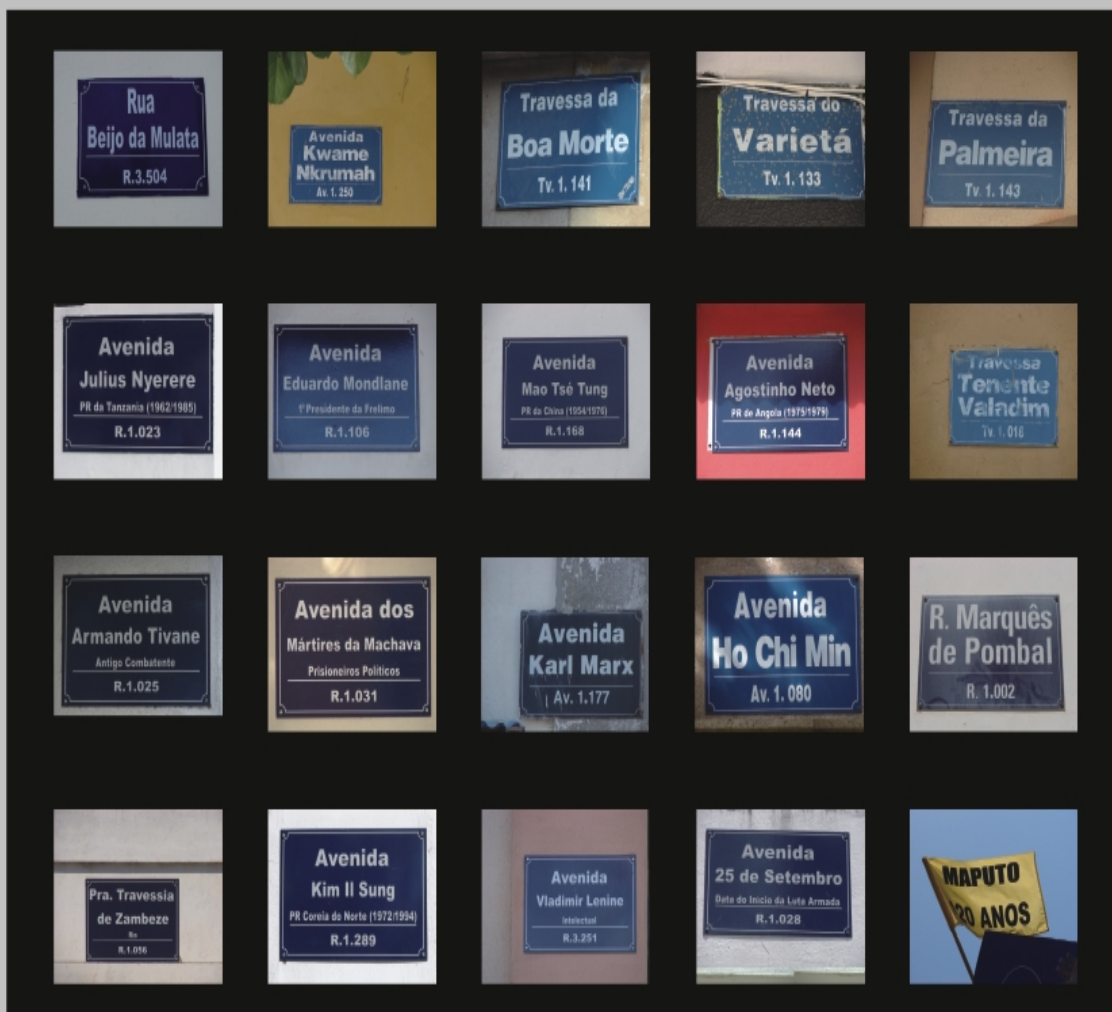 Rua
Beijo da Mulata
R.3.504
Avenida
Kwame
Nkrumah
Av. 1. 250
Travessa da
Boa Morte
Tv. 1. 141
Travessa do
Varietá
Tv. 1. 133
Travessa da
Palmeira
Tv. 1. 143
Avenida
Julius Nyerere
PR da Tanzania (1962/1985)
R.1.023
Avenida
Eduardo Mondlane
1º Presidente da Frelimo
R.1.106
Avenida
Mao Tsé Tung
PR da China (1954/1976)
R.1.168
Avenida
Agostinho Neto
PR de Angola (1975/1979)
R.1.144
Travessa
Tenente
Valadim
Tv. 1. 016
Avenida
Armando Tivane
Antigo Combatente
R.1.025
Avenida dos
Mártires da Machava
Prisioneiros Políticos
R.1.031
Avenida
Karl Marx
Av. 1.177
Avenida
Ho Chi Min
Av. 1. 080
R. Marquês
de Pombal
R. 1.002
Pra. Travessia
de Zambeze
Rio
R.1.056
Avenida
Kim Il Sung
PR Coreia do Norte (1972/1994)
R.1.289
Avenida
Vladimir Lenine
Intelectual
R.3.251
Avenida
25 de Setembro
Data do Inicio da Luta Armada
R.1.028
MAPUTO
120 ANOS